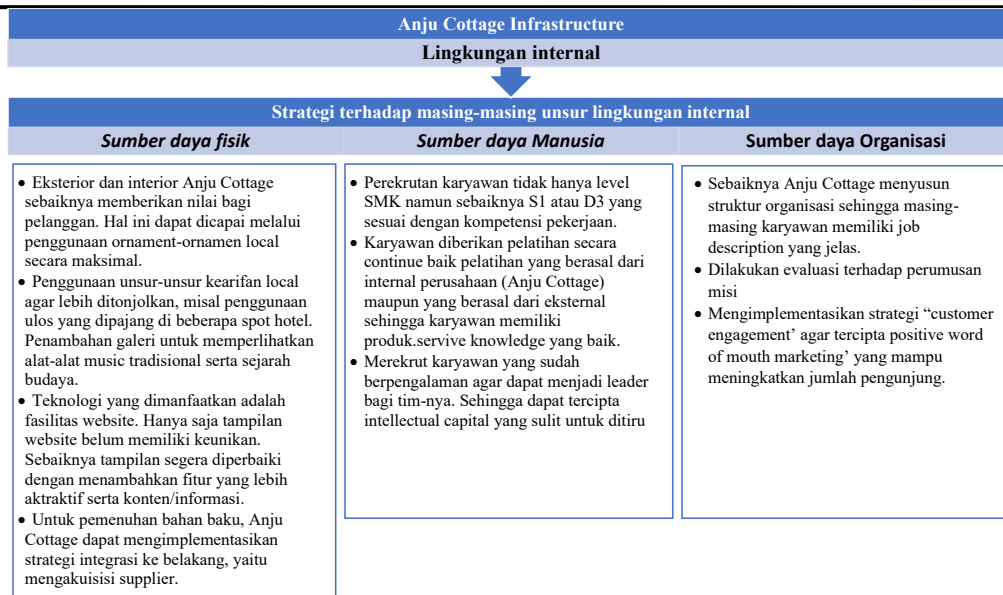 Anju Cottage Infrastructure
Lingkungan internal
Strategi terhadap masing-masing unsur lingkungan internal
Sumber daya fisik
• Eksterior dan interior Anju Cottage
sebaiknya memberikan nilai bagi
pelanggan. Hal ini dapat dicapai melalui
penggunaan ornament-ornamen local
secara maksimal.
• Penggunaan unsur-unsur kearifan local
agar lebih ditonjolkan, misal penggunaan
ulos yang dipajang di beberapa spot hotel.
Penambahan galeri untuk memperlihatkan
alat-alat music tradisional serta sejarah
budaya.
• Teknologi yang dimanfaatkan adalah
fasilitas website. Hanya saja tampilan
website belum memiliki keunikan.
Sebaiknya tampilan segera diperbaiki
dengan menambahkan fitur yang lebih
aktraktif serta konten/informasi.
• Untuk pemenuhan bahan baku, Anju
Cottage dapat mengimplementasikan
strategi integrasi ke belakang, yaitu
mengakuisisi supplier.
Sumber daya Manusia
• Perekrutan karyawan tidak hanya level
SMK namun sebaiknya S1 atau D3 yang
sesuai dengan kompetensi pekerjaan.
• Karyawan diberikan pelatihan secara
continue baik pelatihan yang berasal dari
internal perusahaan (Anju Cottage)
maupun yang berasal dari eksternal
sehingga karyawan memiliki
produk.servive knowledge yang baik.
• Merekrut karyawan yang sudah
berpengalaman agar dapat menjadi leader
bagi tim-nya. Sehingga dapat tercipta
intellectual capital yang sulit untuk ditiru
Sumber daya Organisasi
• Sebaiknya Anju Cottage menyusun
struktur organisasi sehingga masing-
masing karyawan memiliki job
description yang jelas.
• Dilakukan evaluasi terhadap perumusan
misi
• Mengimplementasikan strategi “customer
engagement’ agar tercipta positive word
of mouth marketing’ yang mampu
meningkatkan jumlah pengunjung.